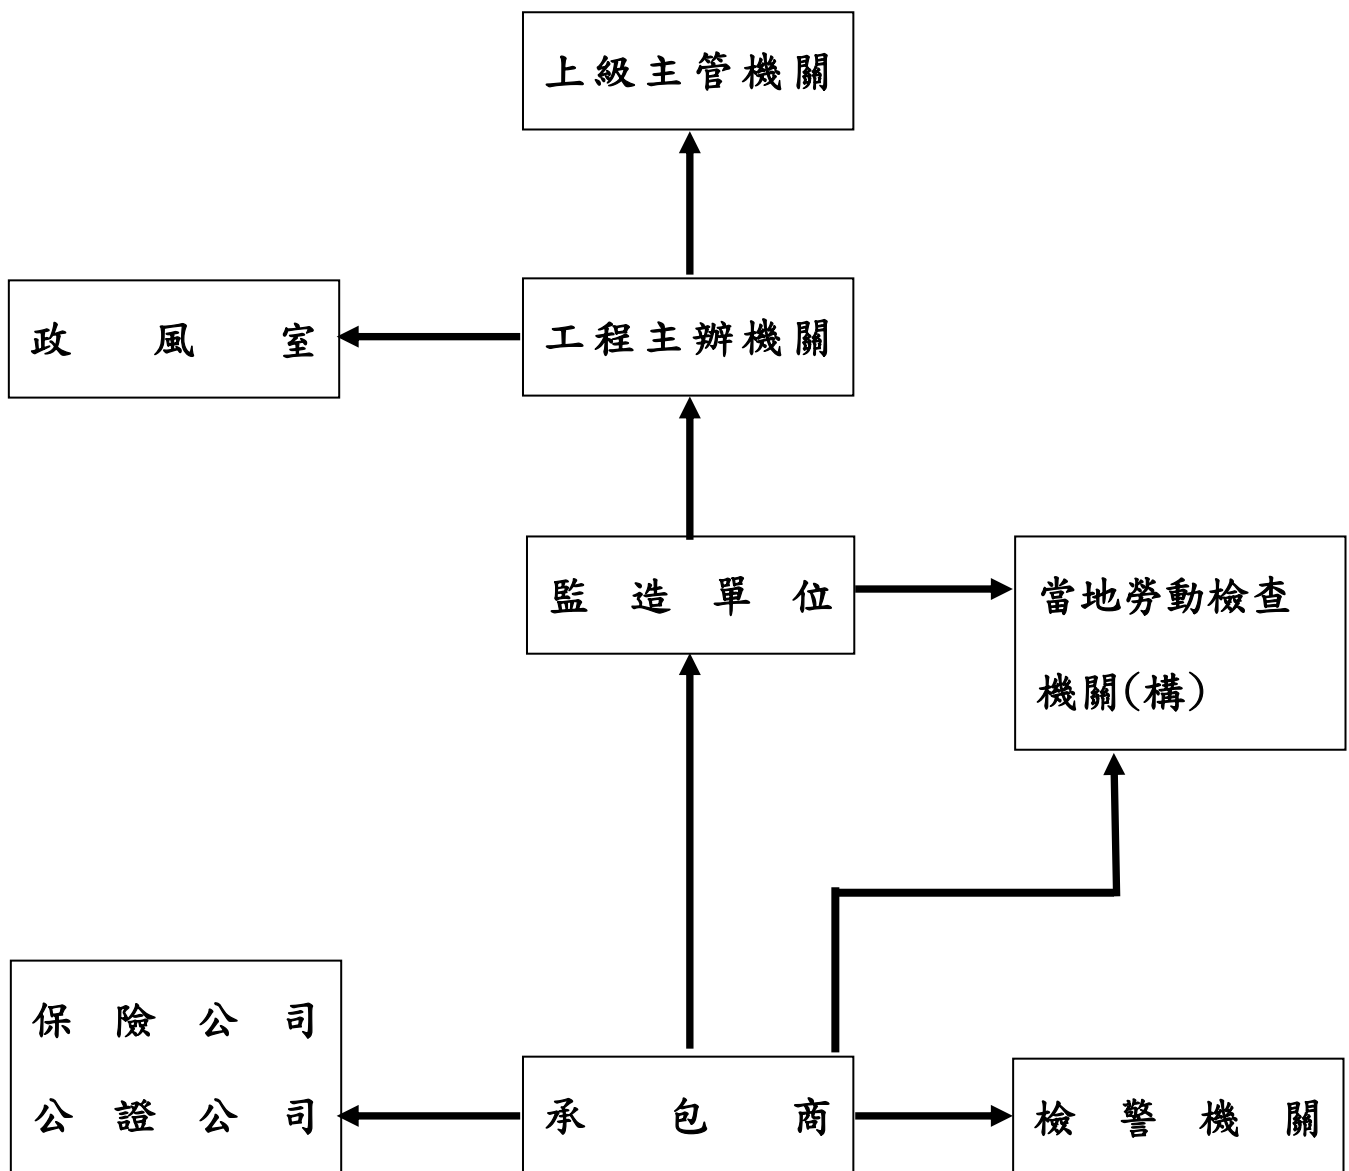 上級主管機關
政風室
工程主辦機關
監造單位
當地勞動檢查
機關(構)
保險公司
公證公司
承包商
檢警機關